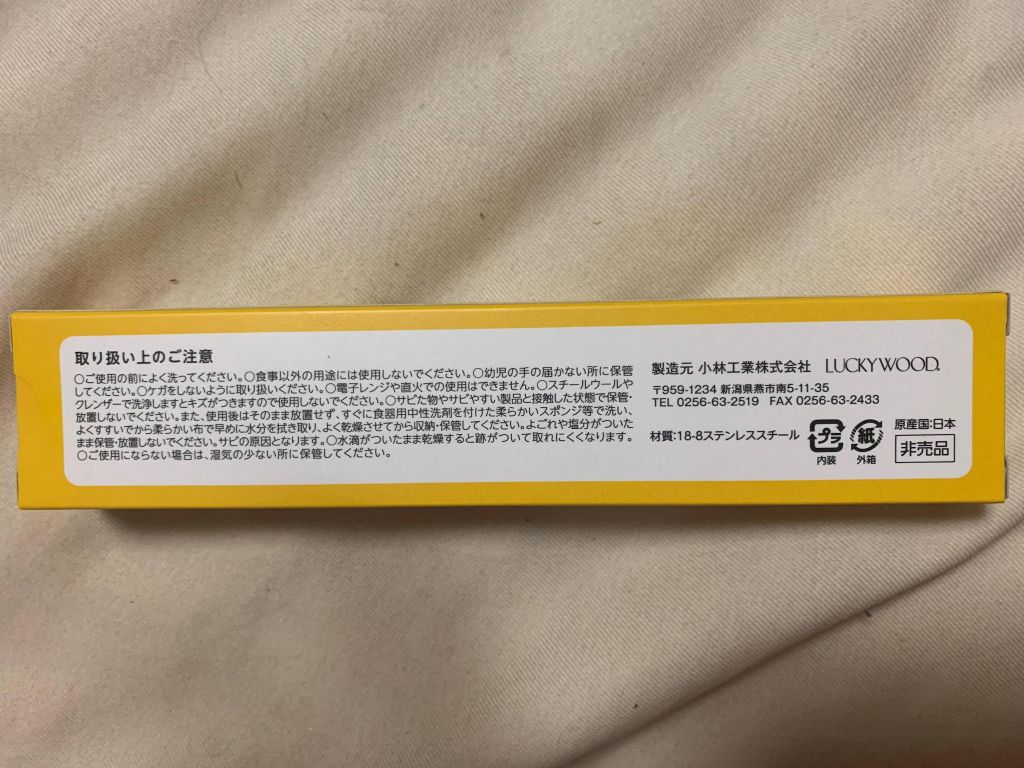 取り扱い上のご注意
○ご使用の前によく洗ってください。○食事以外の用途には使用しないでください。○幼児の手の届かない所に保管
してください。○ケガをしないように取り扱いください。○電子レンジや直火での使用はできません。○スチールウールや
クレンザーで洗浄しますとキズがつきますので使用しないでください。○サビた物やサビやすい製品と接触した状態で保管・
放置しないでください。また、使用後はそのまま放置せず、すぐに食器用中性洗剤を付けた柔らかいスポンジ等で洗い、
よくすすいでから柔らかい布で早めに水分を拭き取り、よく乾燥させてから収納・保管してください。よごれや塩分がついた
まま保管・放置しないでください。サビの原因となります。○水滴がついたまま乾燥すると跡がついて取れにくくなります。
○ご使用にならない場合は、湿気の少ない所に保管してください。
製造元 小林工業株式会社 LUCKYWOOD.
〒959-1234 新潟県燕市南5-11-35
TEL 0256-63-2519 FAX 0256-63-2433
材質:18-8ステンレススチール
プラ
内装
紙
外箱
原産国:日本
非売品